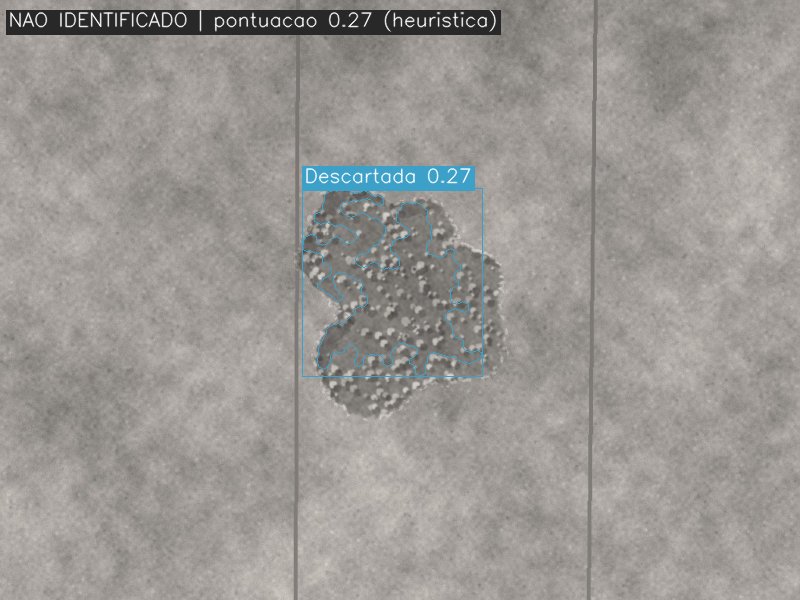 NAO IDENTIFICADO | pontuacao 0.27 (heuristica)
Descartada 0.27